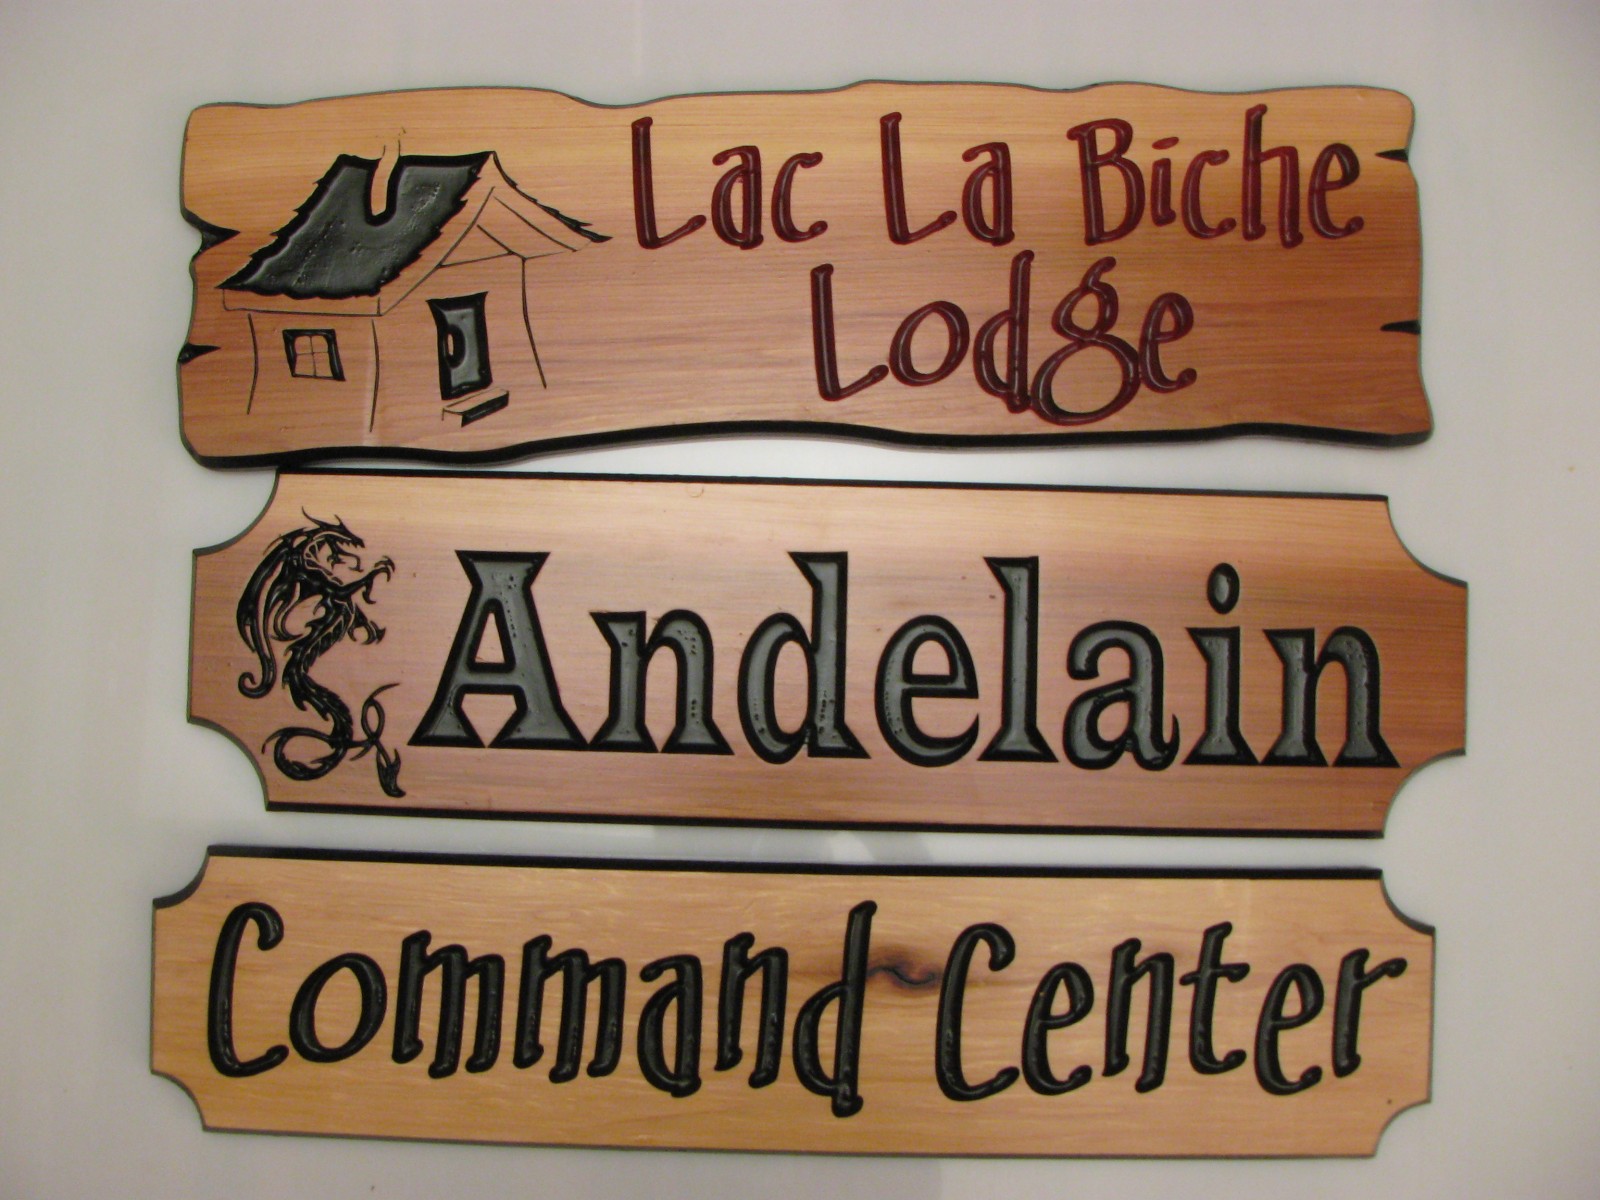 Lac La Biche
Lodge
Andelain
Command Center